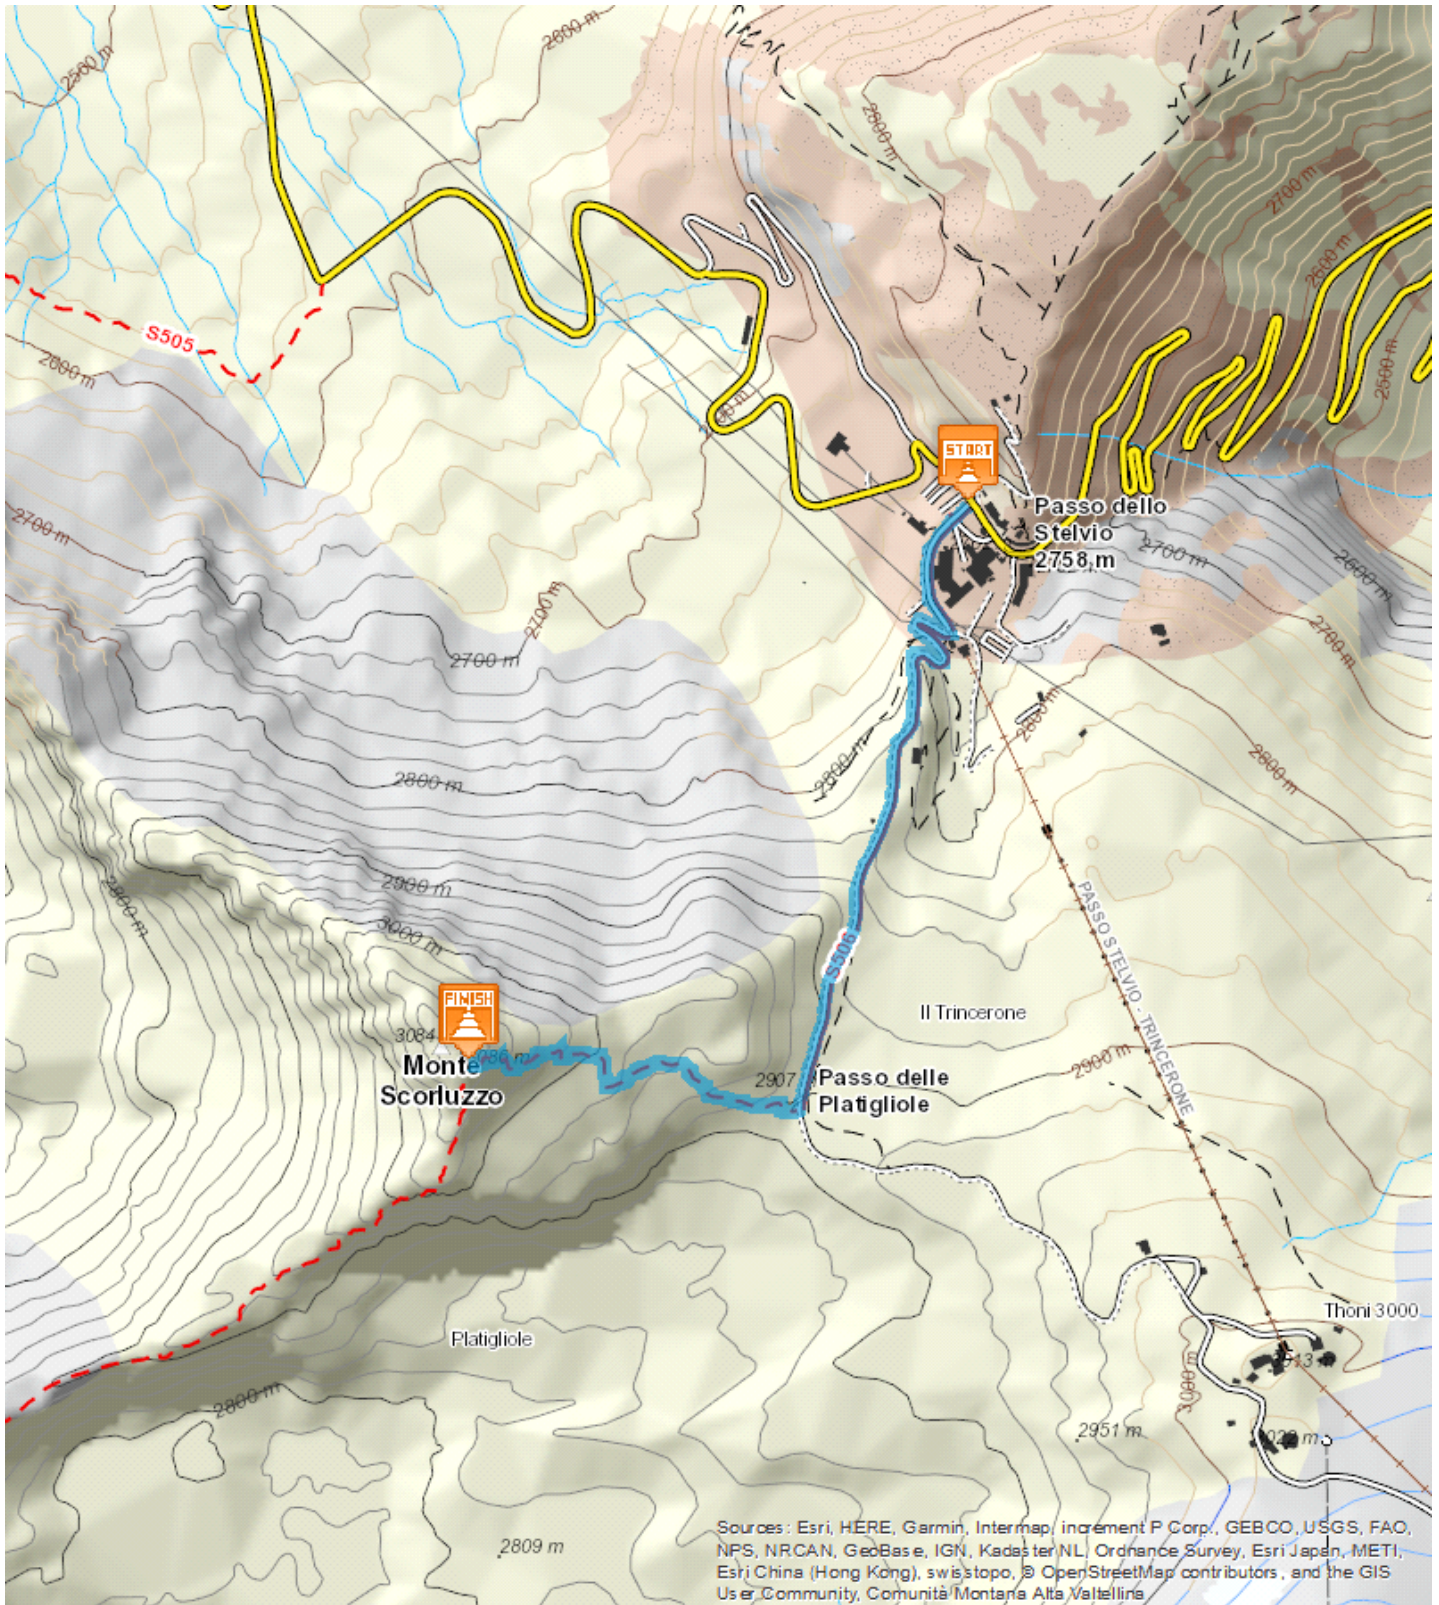 2600 m
2500 m
2800 m
2700 m
2600 m
S505
2600 m
2500 m
START
Passo dello
Stelvio
2758 m
2700 m
2700 m
2600 m
2700 m
2700 m
2700 m
2800 m
2800 m
2800 m
2800 m
2900 m
2800 m
3000 m
PASSO STELVIO - TRINCERONE
S506
FINISH
Il Trincerone
3084
Monte
Scorluzzo
2907
Passo delle
Platigliole
2900 m
Thoni 3000
Platigliole
3000 m
2800 m
2951 m
2809 m
Sources: Esri, HERE, Garmin, Intermap, increment P Corp., GEBCO, USGS, FAO,
NPS, NRCAN, GeoBase, IGN, Kadaster NL, Ordnance Survey, Esri Japan, METI,
Esri China (Hong Kong), swisstopo, © OpenStreetMap contributors, and the GIS
User Community, Comunità Montana Alta Valtellina